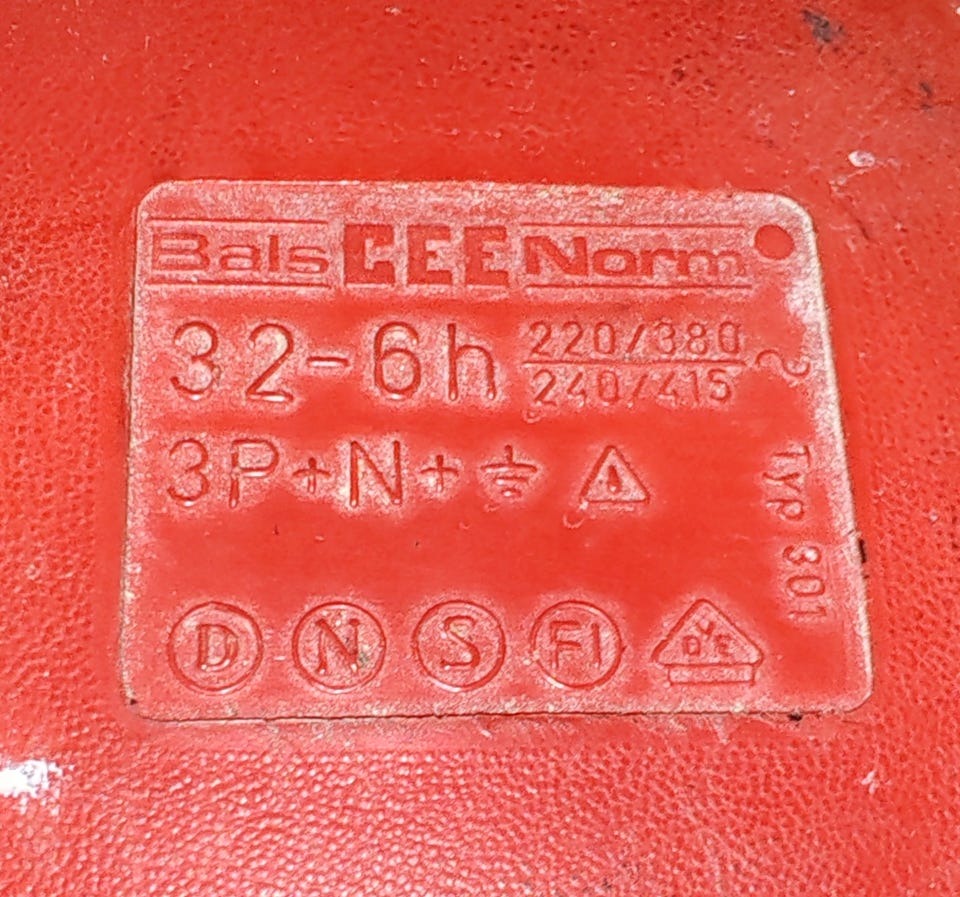 Bals CEE Norm
32-6h 220/380
240/415
3P+N+⏚
Typ 301
D N S FI